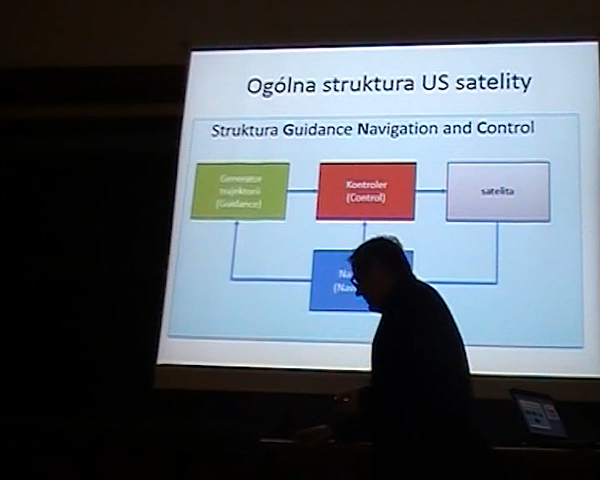 Ogólna struktura US satelity
Struktura Guidance Navigation and Control
Generator
trajektorii
(Guidance)
Kontroler
(Control)
satelita